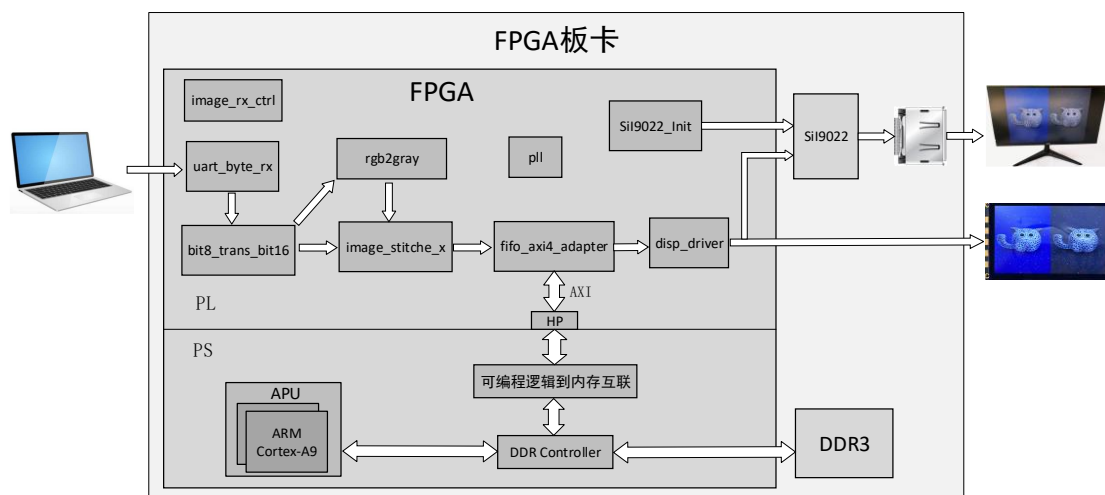 FPGA板卡
FPGA
image_rx_ctrl
uart_byte_rx
rgb2gray
pll
SiI9022_Init
SiI9022
bit8_trans_bit16
image_stitche_x
fifo_axi4_adapter
disp_driver
AXI
PL
HP
PS
可编程逻辑到内存互联
APU
ARM
Cortex-A9
DDR Controller
DDR3